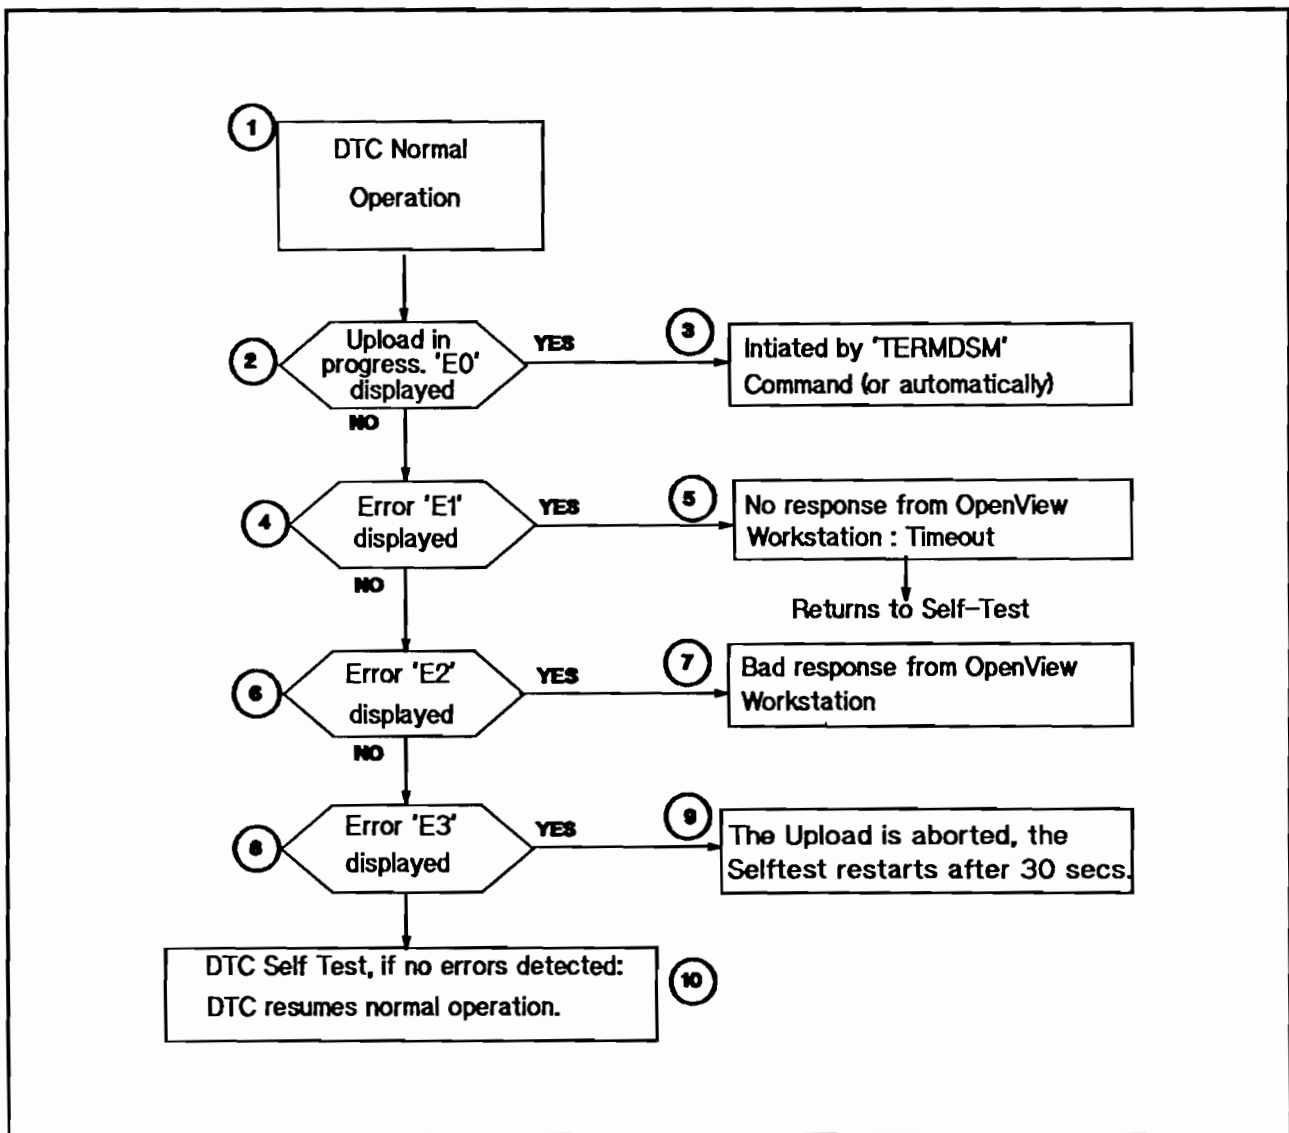 1
DTC Normal
Operation
2
Upload in
progress. 'E0'
displayed
YES
NO
3
Intiated by 'TERMDSM'
Command (or automatically)
4
Error 'E1'
displayed
YES
NO
5
No response from OpenView
Workstation : Timeout
Returns to Self-Test
6
Error 'E2'
displayed
YES
NO
7
Bad response from OpenView
Workstation
8
Error 'E3'
displayed
YES
9
The Upload is aborted, the
Selftest restarts after 30 secs.
DTC Self Test, if no errors detected:
DTC resumes normal operation.
10